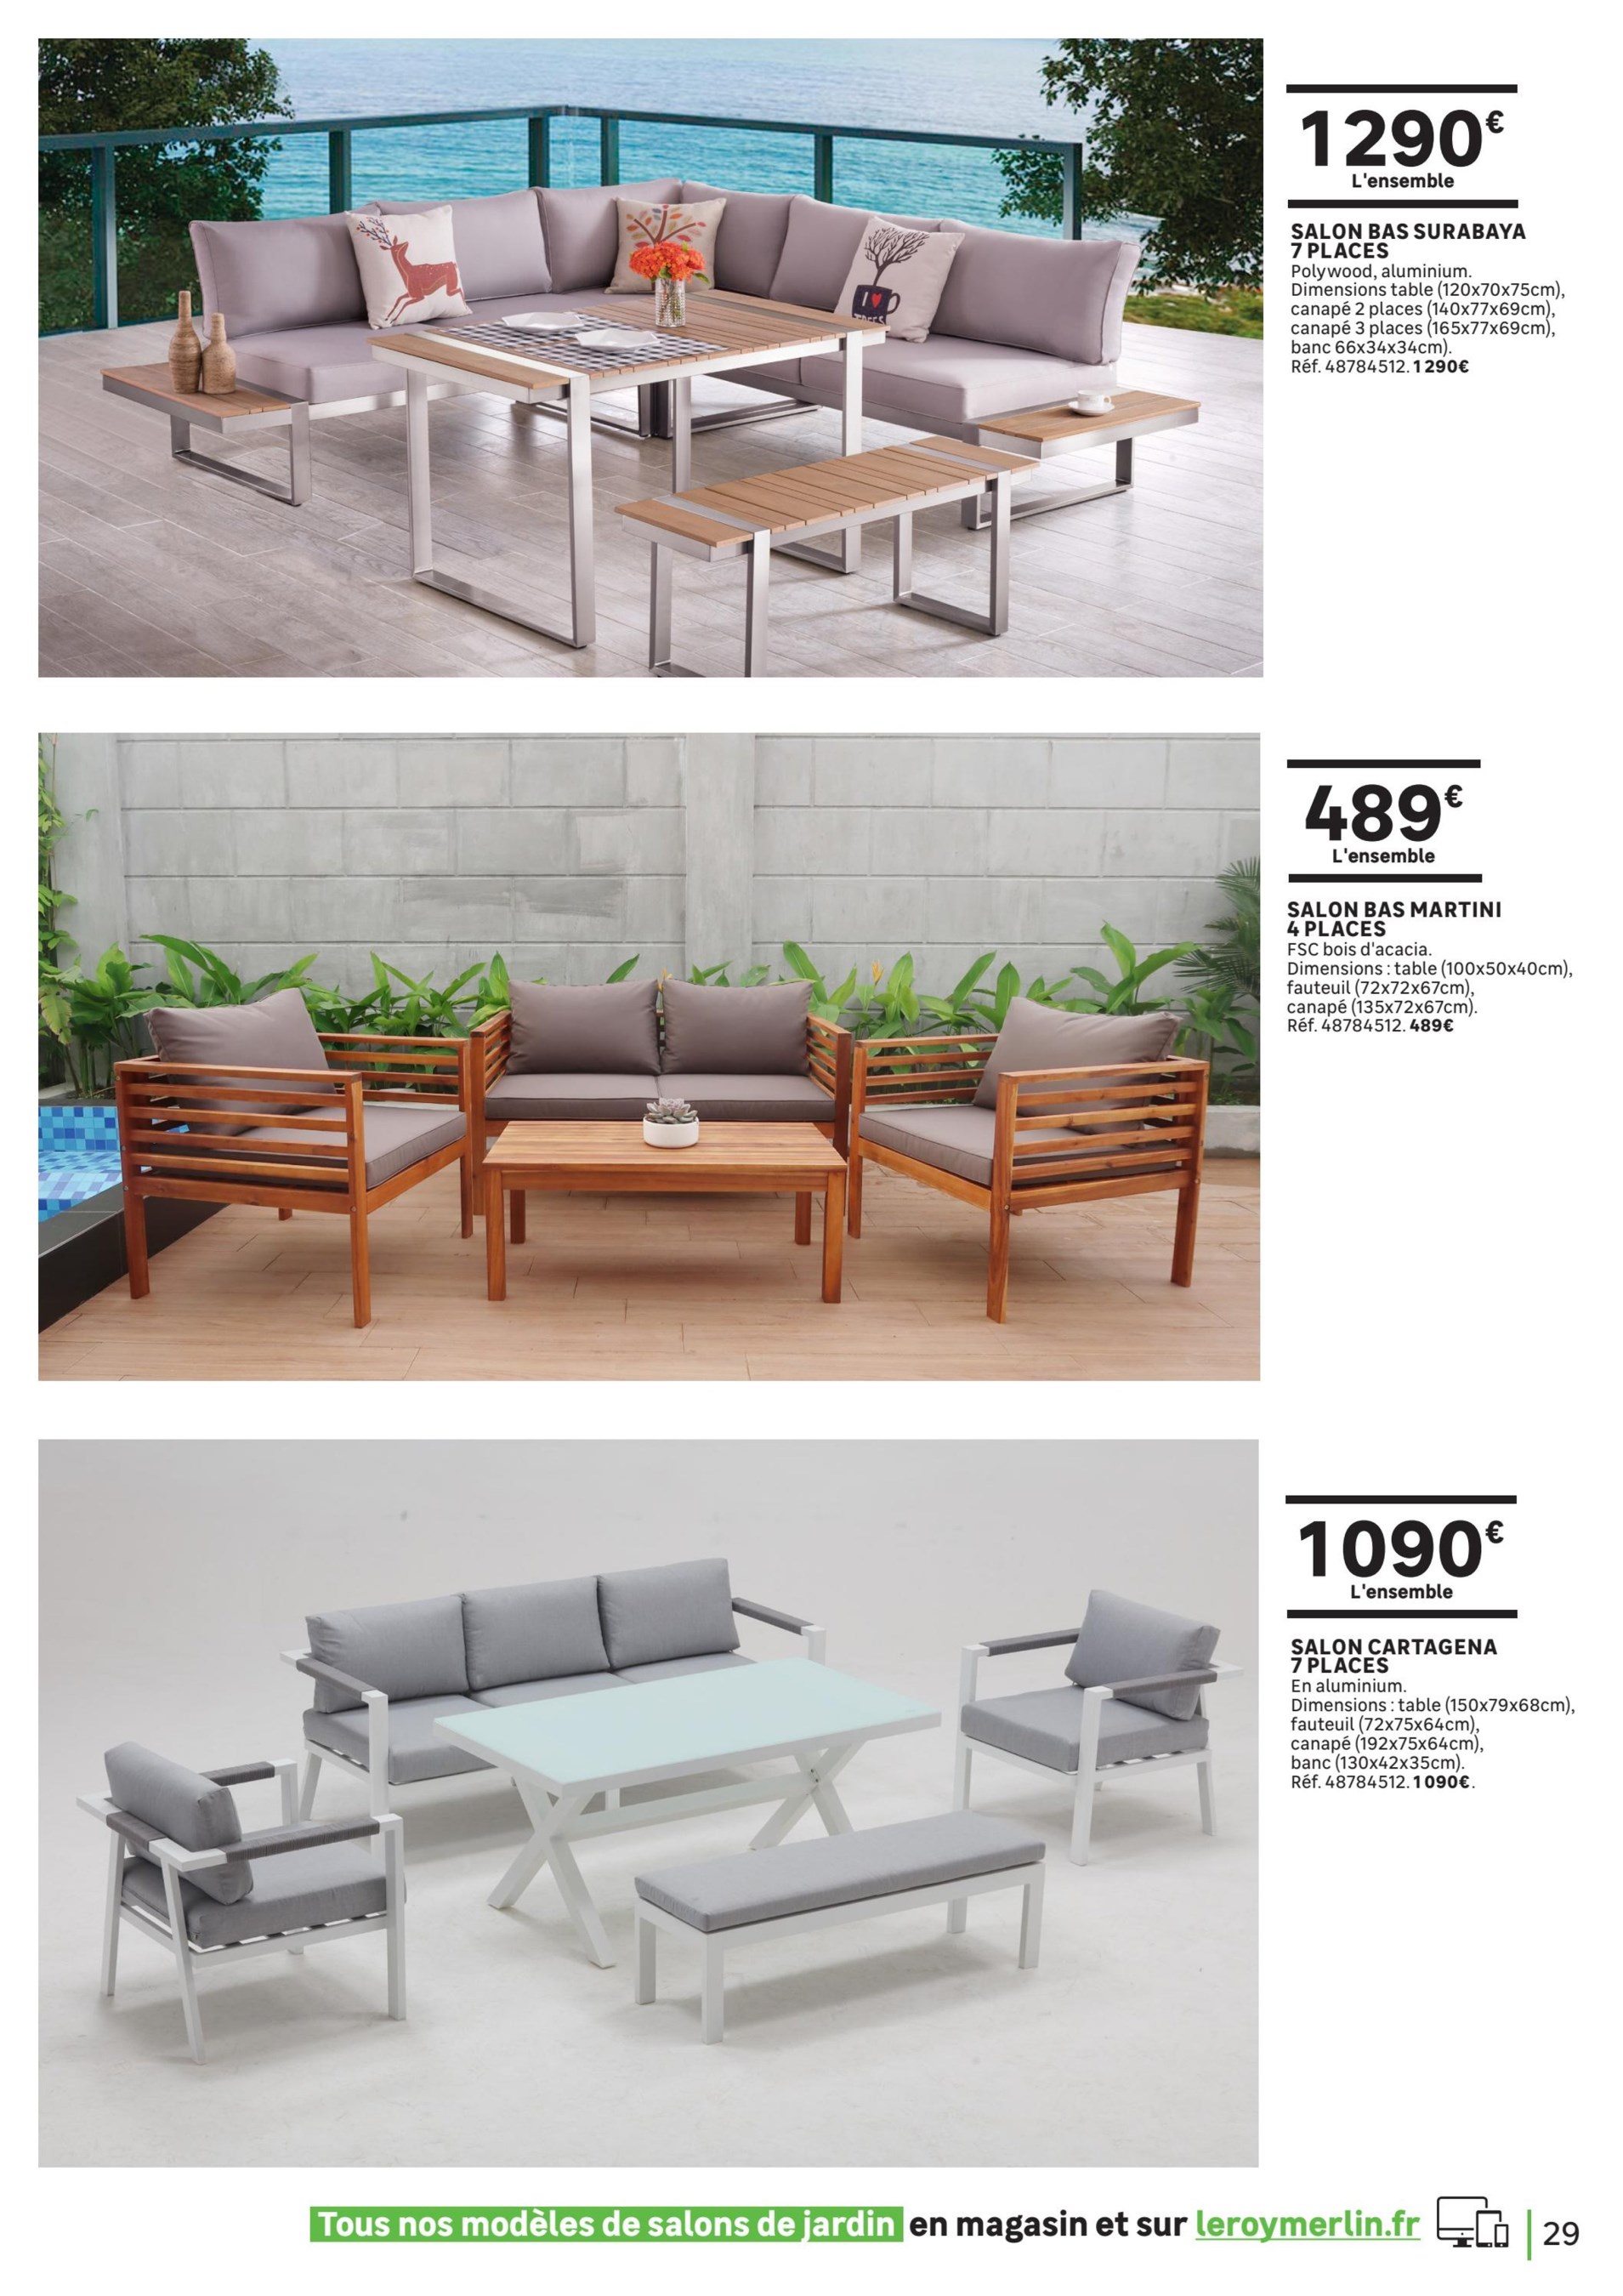 1290€
L'ensemble
SALON BAS SURABAYA
7 PLACES
Polywood, aluminium.
Dimensions table (120x70x75cm),
canapé 2 places (140x77x69cm),
canapé 3 places (165x77x69cm),
banc 66x34x34cm).
Réf. 48784512. 1290€
I ♥
TREES
489€
L'ensemble
SALON BAS MARTINI
4 PLACES
FSC bois d'acacia.
Dimensions : table (100x50x40cm),
fauteuil (72x72x67cm),
canapé (135x72x67cm).
Réf. 48784512. 489€
1090€
L'ensemble
SALON CARTAGENA
7 PLACES
En aluminium.
Dimensions : table (150x79x68cm),
fauteuil (72x75x64cm),
canapé (192x75x64cm),
banc (130x42x35cm).
Réf. 48784512. 1090€.
Tous nos modèles de salons de jardin en magasin et sur leroymerlin.fr
29